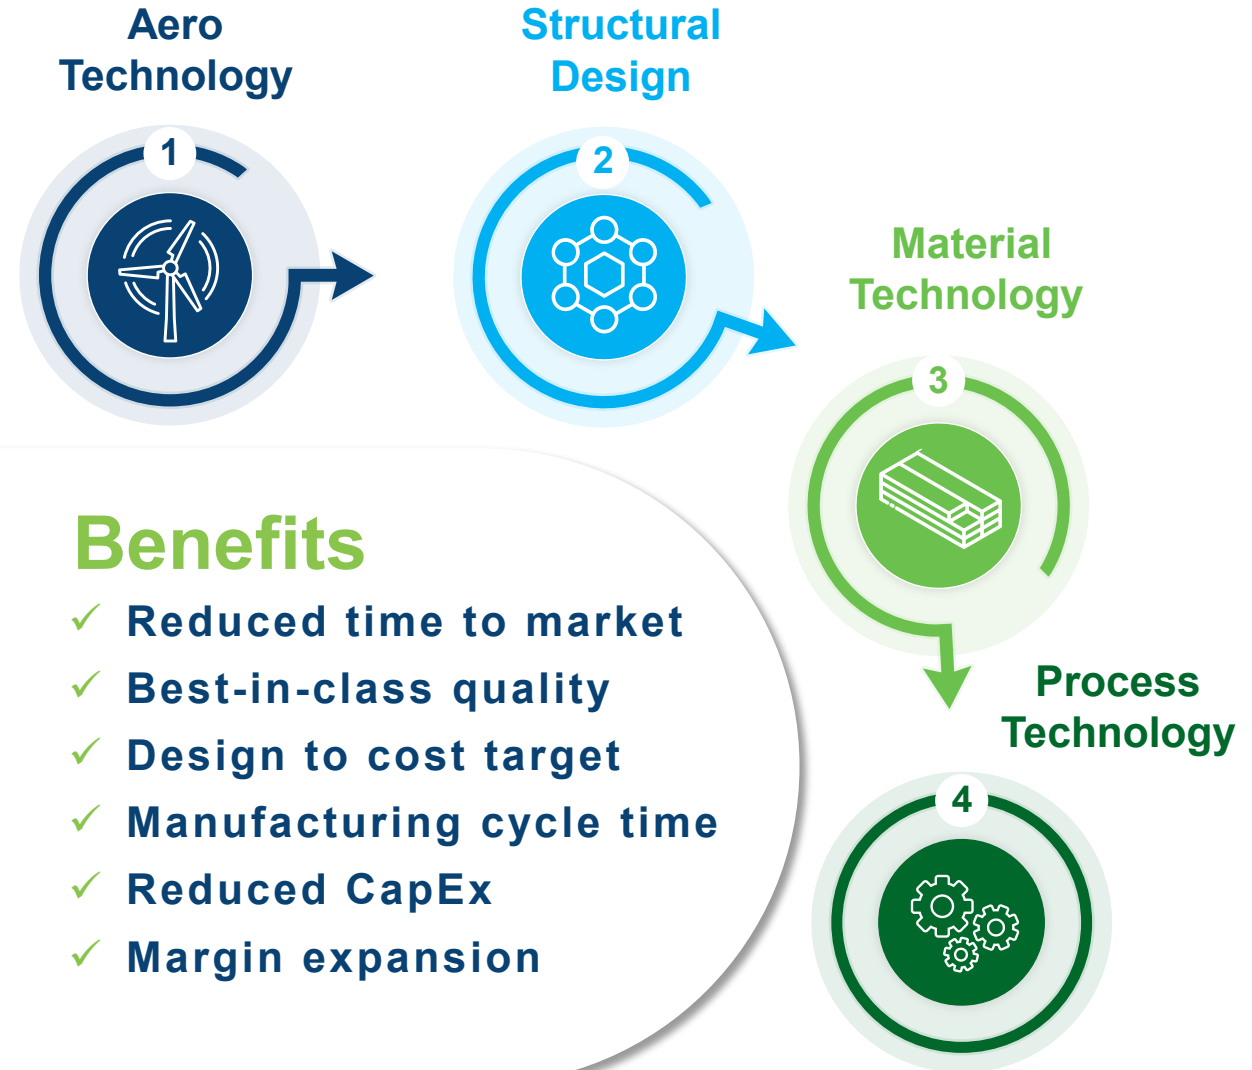 Aero
Technology
1
Structural
Design
2
Material
Technology
3
Process
Technology
4
Benefits
✓ Reduced time to market
✓ Best-in-class quality
✓ Design to cost target
✓ Manufacturing cycle time
✓ Reduced CapEx
✓ Margin expansion